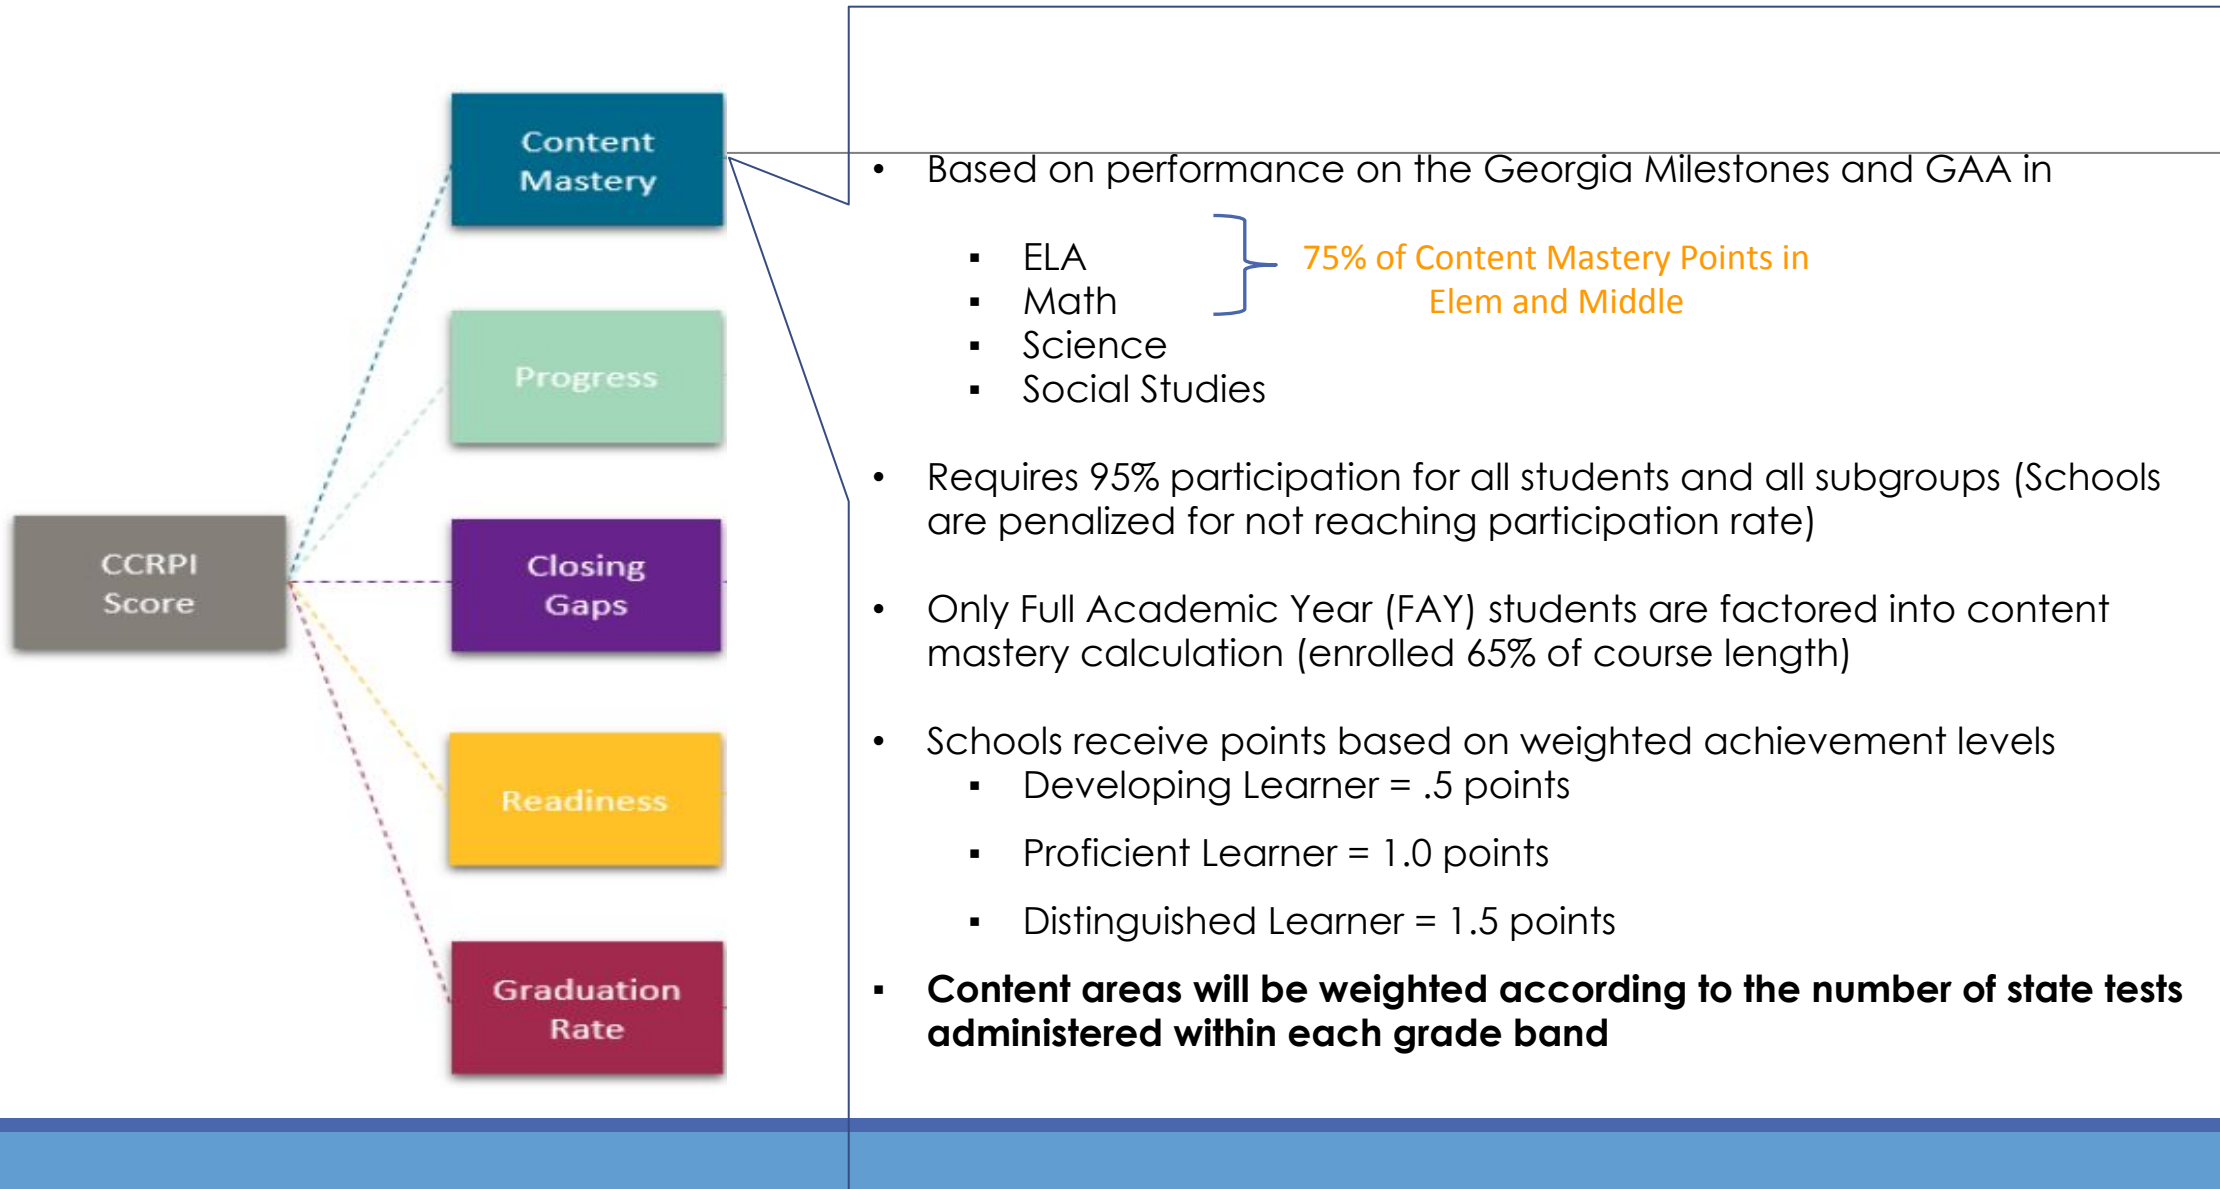 Content
Mastery
Progress
CCRPI
Score
Closing
Gaps
Readiness
Graduation
Rate
• Based on performance on the Georgia Milestones and GAA in
▪ ELA
▪ Math
▪ Science
▪ Social Studies
75% of Content Mastery Points in
Elem and Middle
• Requires 95% participation for all students and all subgroups (Schools
are penalized for not reaching participation rate)
• Only Full Academic Year (FAY) students are factored into content
mastery calculation (enrolled 65% of course length)
• Schools receive points based on weighted achievement levels
▪ Developing Learner = .5 points
▪ Proficient Learner = 1.0 points
▪ Distinguished Learner = 1.5 points
▪ Content areas will be weighted according to the number of state tests
administered within each grade band